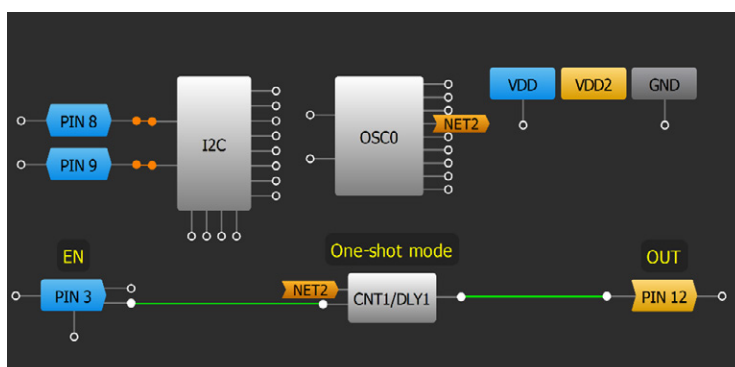 VDD
VDD2
GND
PIN 8
I2C
OSC0
NET2
PIN 9
EN
One-shot mode
OUT
PIN 3
NET2
CNT1/DLY1
PIN 12